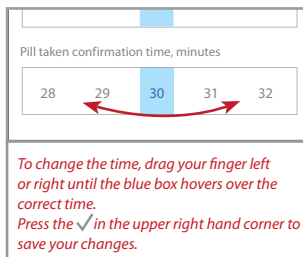 Pill taken confirmation time, minutes
28 29 30 31 32
To change the time, drag your finger left
or right until the blue box hovers over the
correct time.
Press the ✓ in the upper right hand corner to
save your changes.